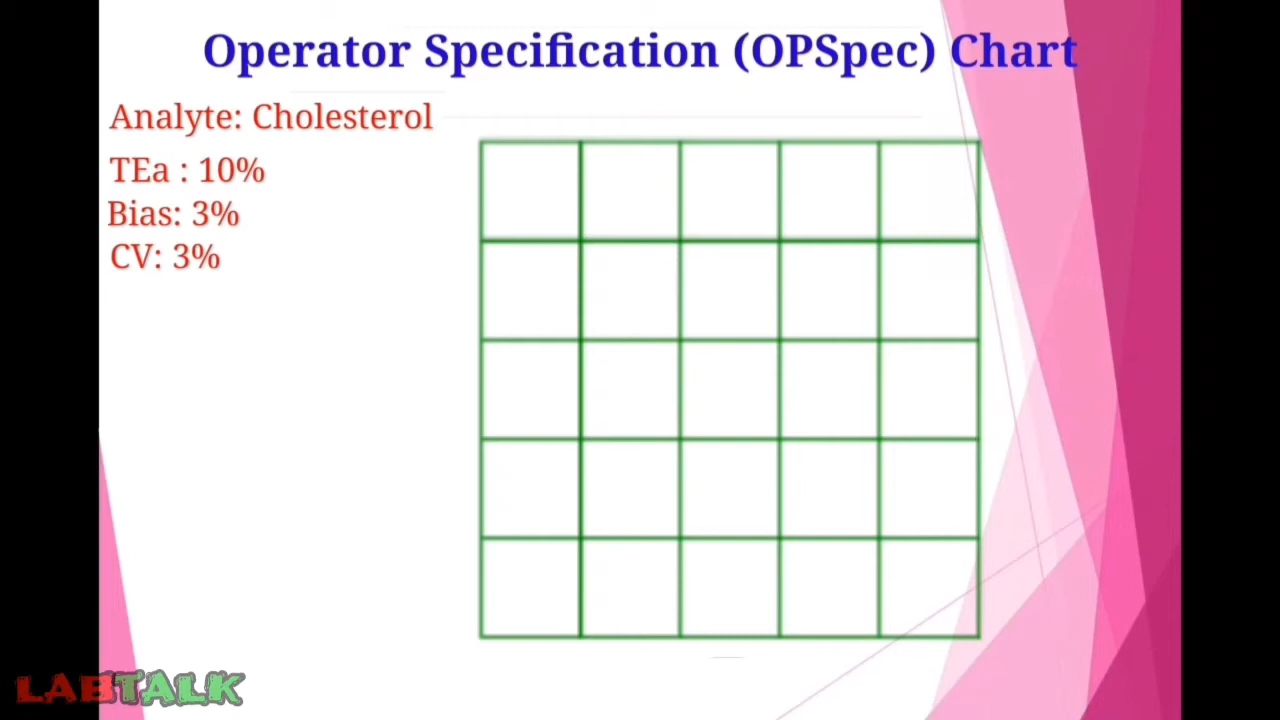 Operator Specification (OPSpec) Chart
Analyte: Cholesterol
TEa : 10%
Bias: 3%
CV: 3%
LABTALK